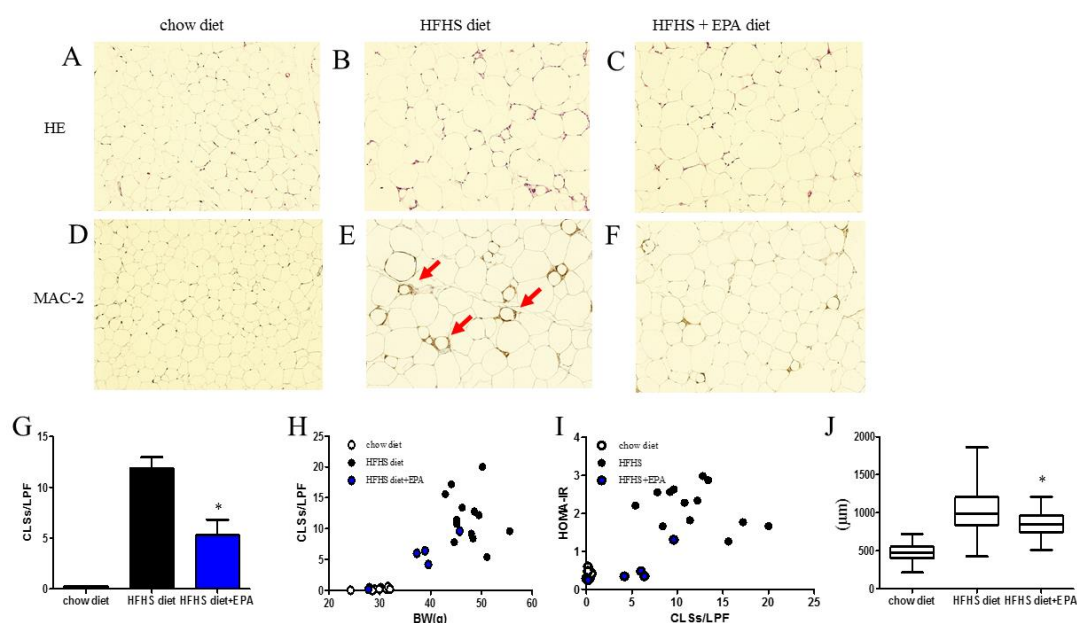 chow diet HFHS diet HFHS + EPA diet
A B C
HE
D E F
MAC-2
G
CLSs/LPF
15
10
5
0
*
chow diet HFHS diet HFHS diet+EPA
H
CLSs/LPF
25
20
15
10
5
0
chow diet
HFHS diet
HFHS diet+EPA
20 30 40 50 60
BW(g)
I
HOMA-IR
4
3
2
1
0
chow diet
HFHS
HFHS +EPA
0 5 10 15 20 25
CLSs/LPF
J
(μm)
2000
1500
1000
500
0
*
chow diet HFHS diet HFHS diet+EPA